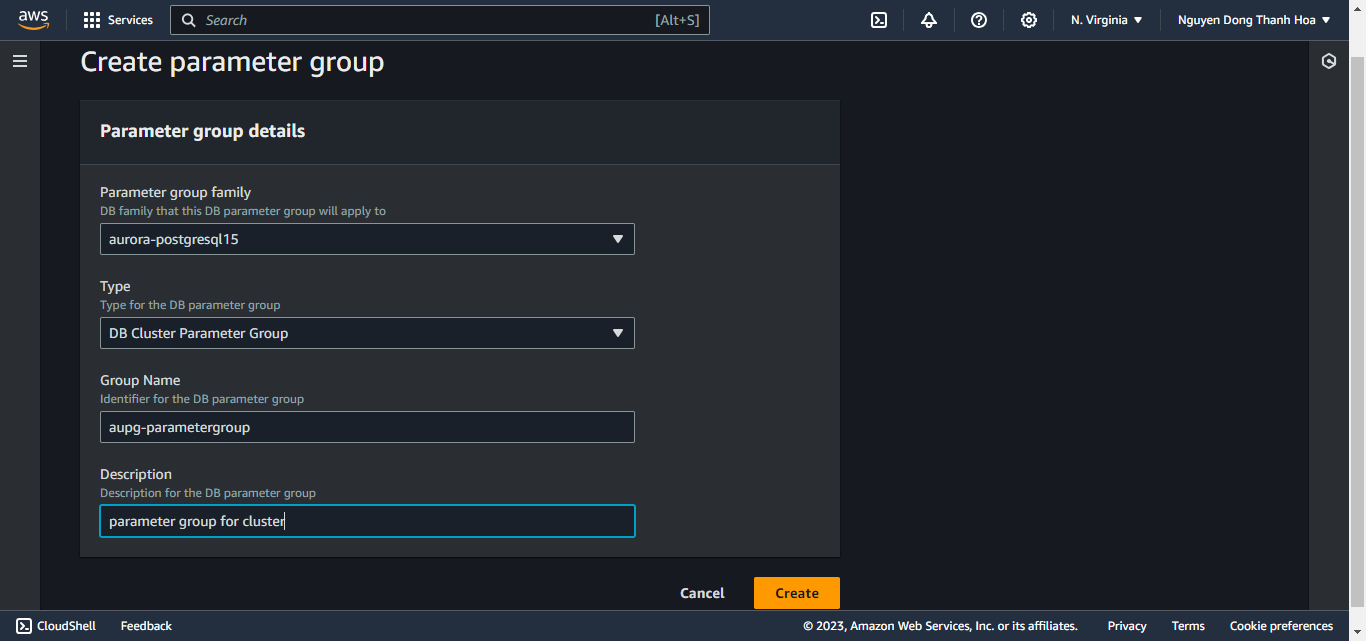 aws
Services
Search
[Alt+S]
N. Virginia
Nguyen Dong Thanh Hoa
Create parameter group
Parameter group details
Parameter group family
DB family that this DB parameter group will apply to
aurora-postgresql15
Type
Type for the DB parameter group
DB Cluster Parameter Group
Group Name
Identifier for the DB parameter group
aupg-parametergroup
Description
Description for the DB parameter group
parameter group for cluster
Cancel
Create
CloudShell
Feedback
© 2023, Amazon Web Services, Inc. or its affiliates.
Privacy
Terms
Cookie preferences